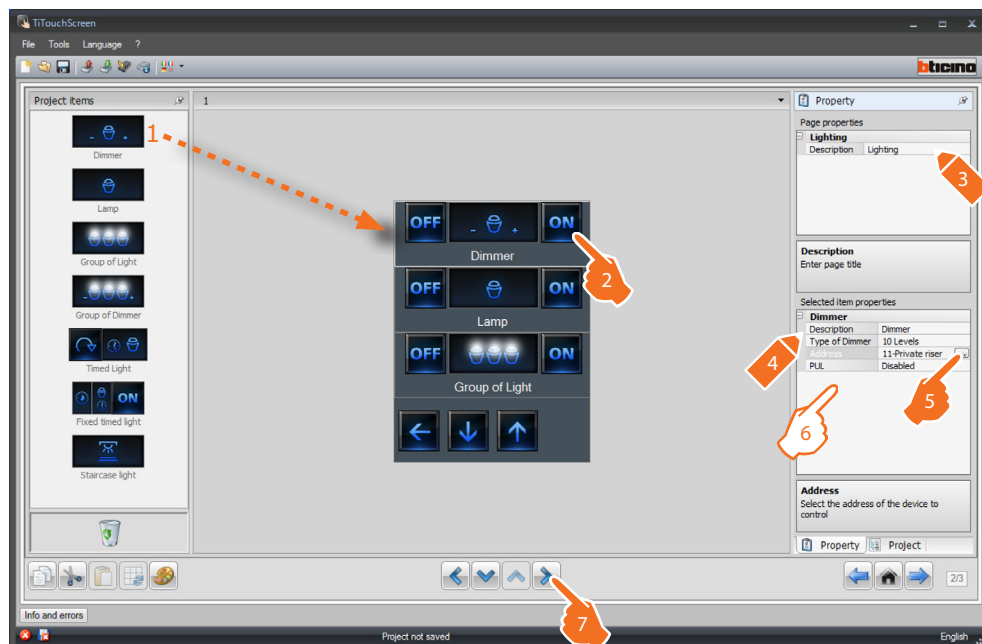 TiTouchScreen
File Tools Language ?
bticino
Project items
1
Property
1
Dimmer
Lamp
Group of Light
Group of Dimmer
Timed Light
ON
Fixed timed light
Staircase light
OFF - + ON
Dimmer
2
OFF ON
Lamp
OFF ON
Group of Light
Page properties
Lighting
Description Lighting
3
Description
Enter page title
Selected item properties
Dimmer
Description Dimmer
Type of Dimmer 10 Levels
Address 11-Private riser ...
PUL Disabled
4
5
6
Address
Select the address of the device to
control
Property Project
2/3
7
Info and errors
Project not saved
English